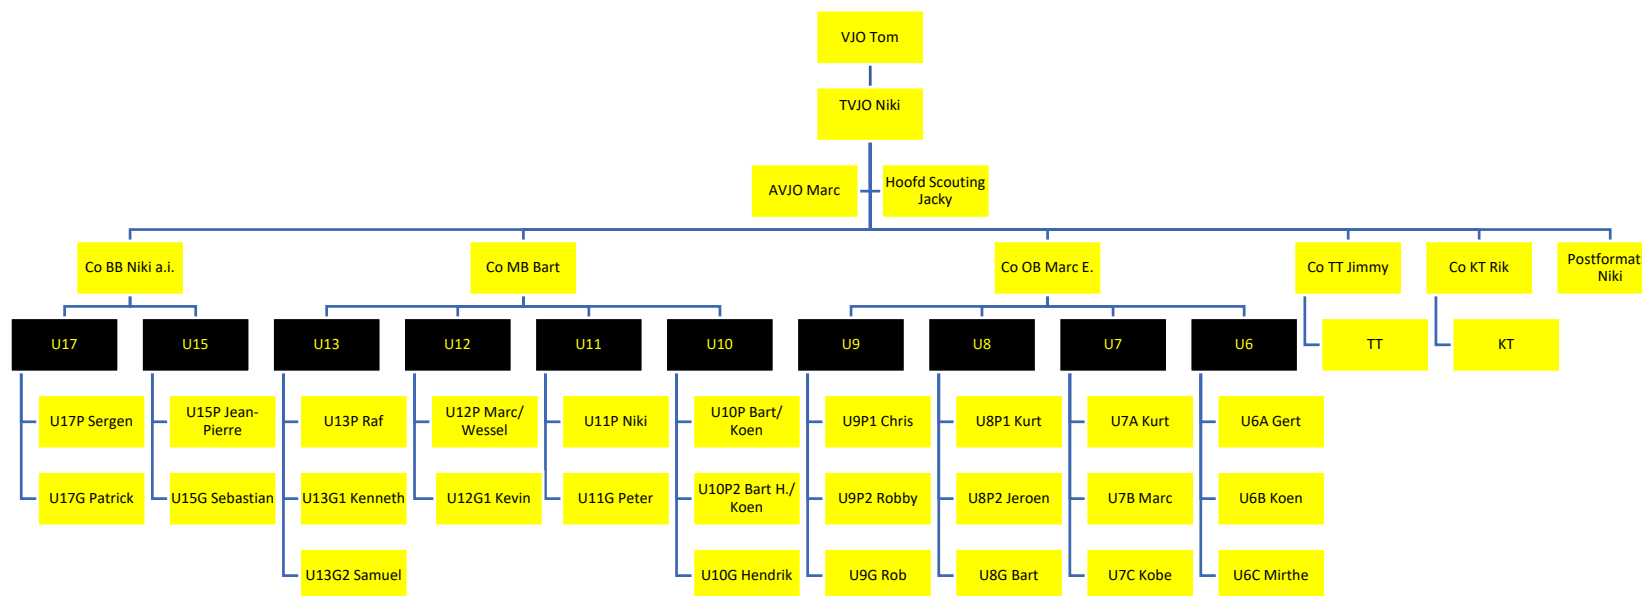 VJO Tom
TVJO Niki
AVJO Marc
Hoofd Scouting
Jacky
Co BB Niki a.i.
Co MB Bart
Co OB Marc E.
Co TT Jimmy
Co KT Rik
Postformat
Niki
U17
U15
U13
U12
U11
U10
U9
U8
U7
U6
TT
KT
U17P Sergen
U15P Jean-
Pierre
U13P Raf
U12P Marc/
Wessel
U11P Niki
U10P Bart/
Koen
U9P1 Chris
U8P1 Kurt
U7A Kurt
U6A Gert
U17G Patrick
U15G Sebastian
U13G1 Kenneth
U12G1 Kevin
U11G Peter
U10P2 Bart H./
Koen
U9P2 Robby
U8P2 Jeroen
U7B Marc
U6B Koen
U13G2 Samuel
U10G Hendrik
U9G Rob
U8G Bart
U7C Kobe
U6C Mirthe